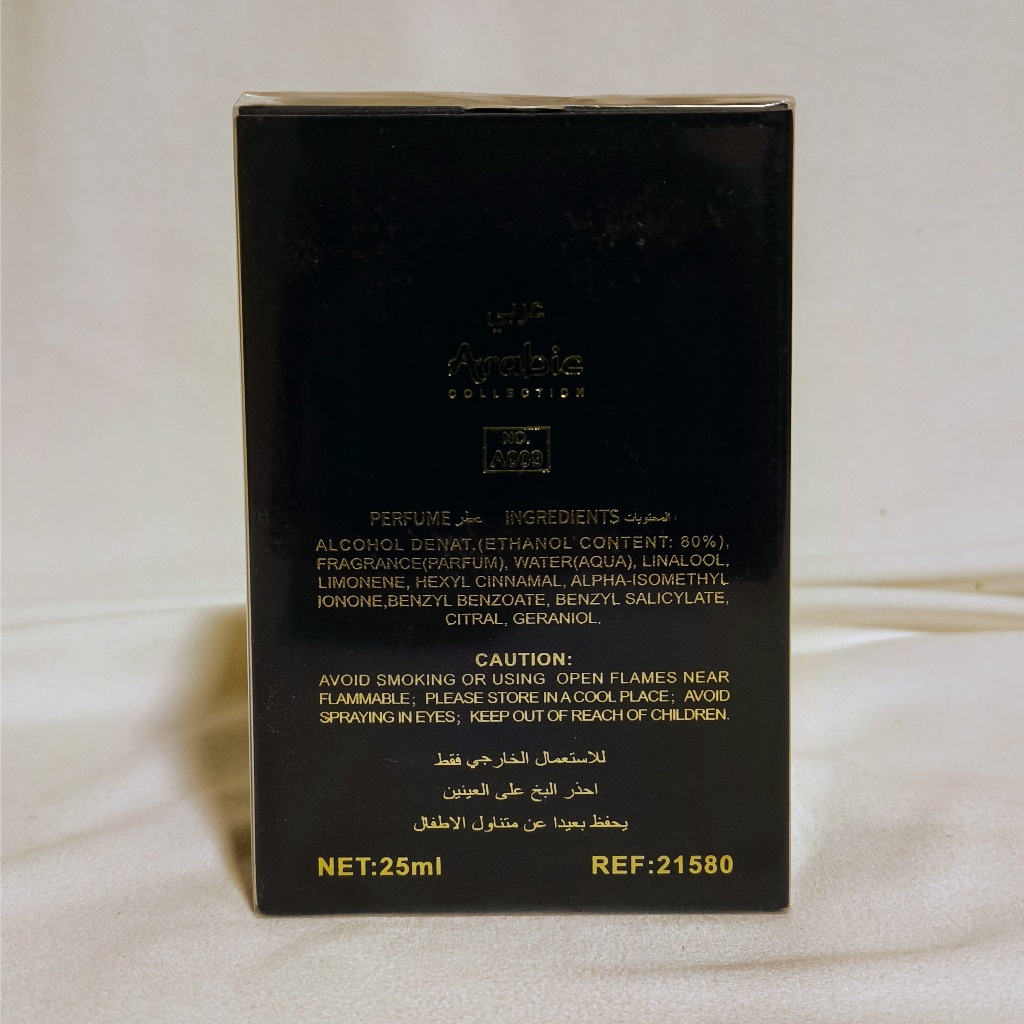 عربي
Arabic
COLLECTION
NO.
A009
PERFUME عطر INGREDIENTS المحتويات
ALCOHOL DENAT.(ETHANOL CONTENT: 80%),
FRAGRANCE(PARFUM), WATER(AQUA), LINALOOL,
LIMONENE, HEXYL CINNAMAL, ALPHA-ISOMETHYL
IONONE,BENZYL BENZOATE, BENZYL SALICYLATE,
CITRAL, GERANIOL.
CAUTION:
AVOID SMOKING OR USING OPEN FLAMES NEAR
FLAMMABLE; PLEASE STORE IN A COOL PLACE; AVOID
SPRAYING IN EYES; KEEP OUT OF REACH OF CHILDREN.
للاستعمال الخارجي فقط
احذر البخ على العينين
يحفظ بعيدا عن متناول الاطفال
NET:25ml REF:21580